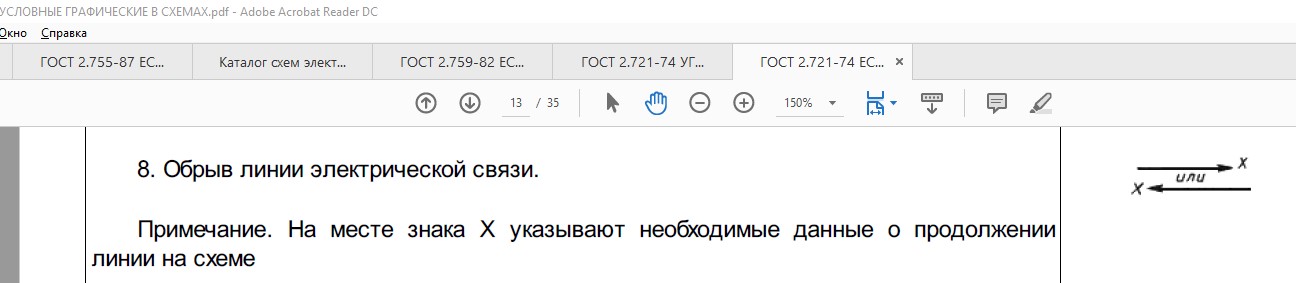 УСЛОВНЫЕ ГРАФИЧЕСКИЕ В СХЕМАХ.pdf - Adobe Acrobat Reader DC
Окно Справка
ГОСТ 2.755-87 ЕС... Каталог схем элект... ГОСТ 2.759-82 ЕС... ГОСТ 2.721-74 УГ... ГОСТ 2.721-74 ЕС... ×
13 / 35 150%
8. Обрыв линии электрической связи.
X
или
X
Примечание. На месте знака X указывают необходимые данные о продолжении
линии на схеме